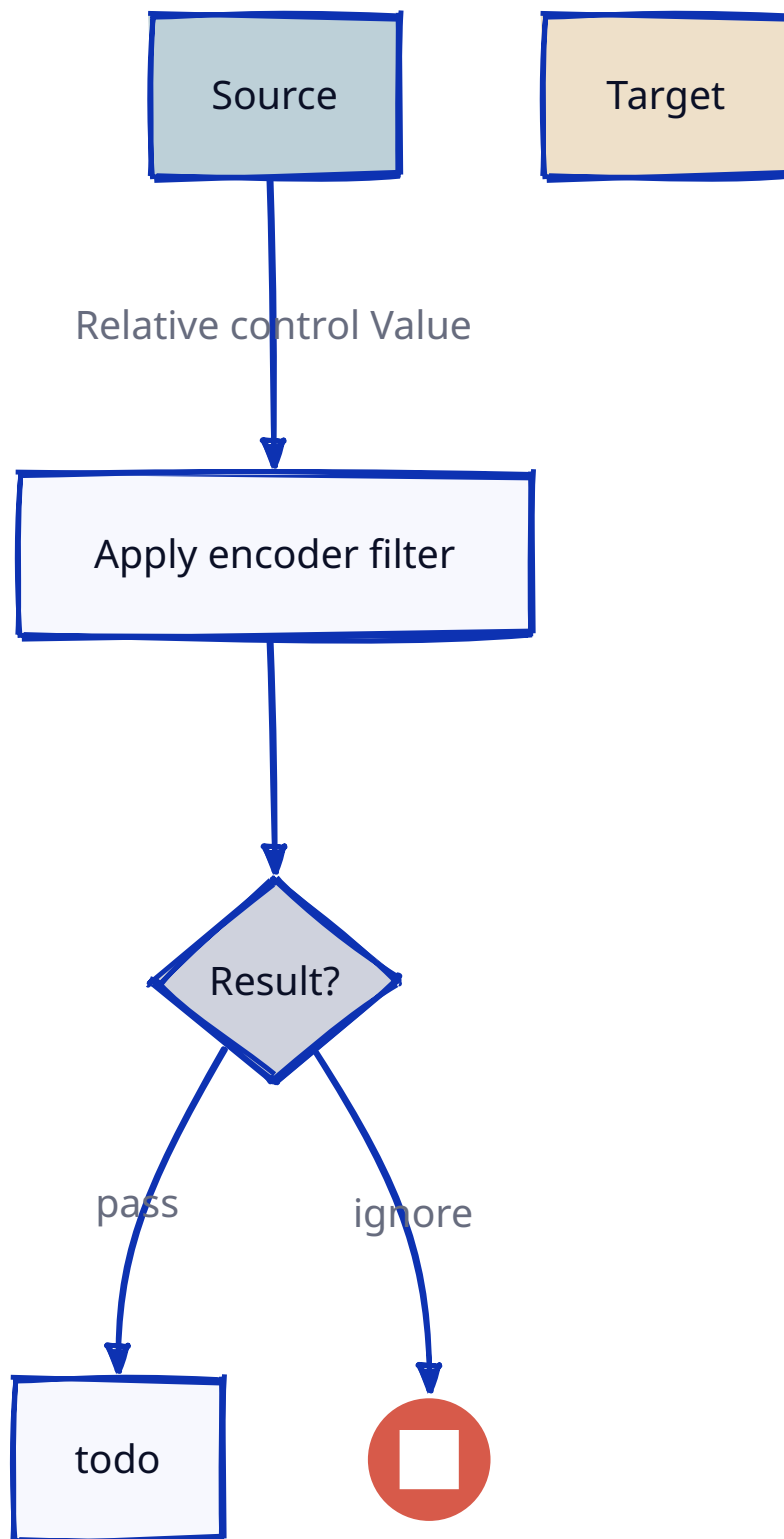 Source
Target
Relative control Value
Apply encoder filter
Result?
pass
ignore
todo